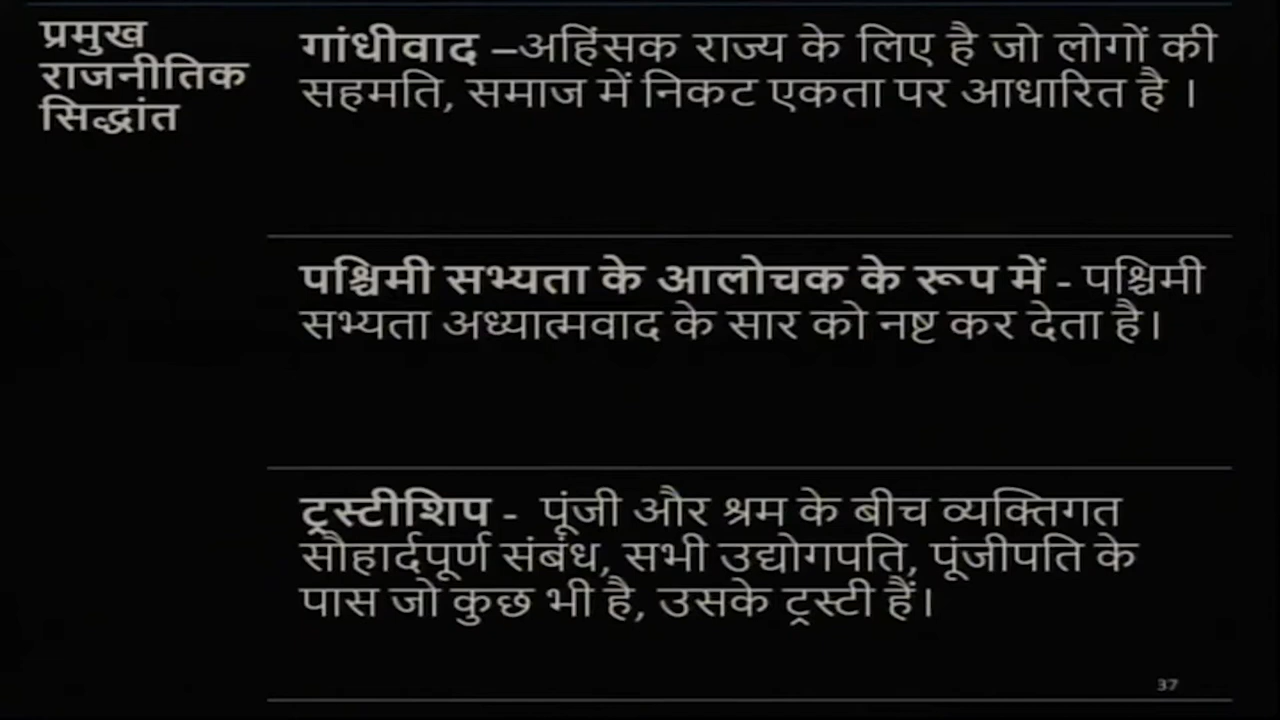 प्रमुख
राजनीतिक
सिद्धांत
गांधीवाद –अहिंसक राज्य के लिए है जो लोगों की
सहमति, समाज में निकट एकता पर आधारित है ।
पश्चिमी सभ्यता के आलोचक के रूप में - पश्चिमी
सभ्यता अध्यात्मवाद के सार को नष्ट कर देता है।
ट्रस्टीशिप - पूंजी और श्रम के बीच व्यक्तिगत
सौहार्दपूर्ण संबंध, सभी उद्योगपति, पूंजीपति के
पास जो कुछ भी है, उसके ट्रस्टी हैं।
37